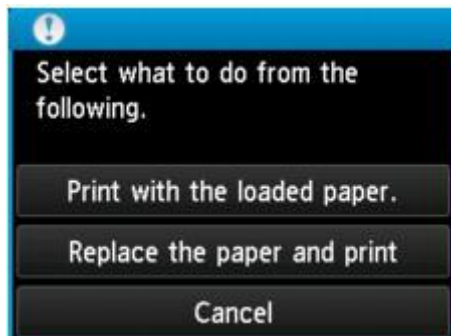 Select what to do from the
following.
Print with the loaded paper.
Replace the paper and print
Cancel